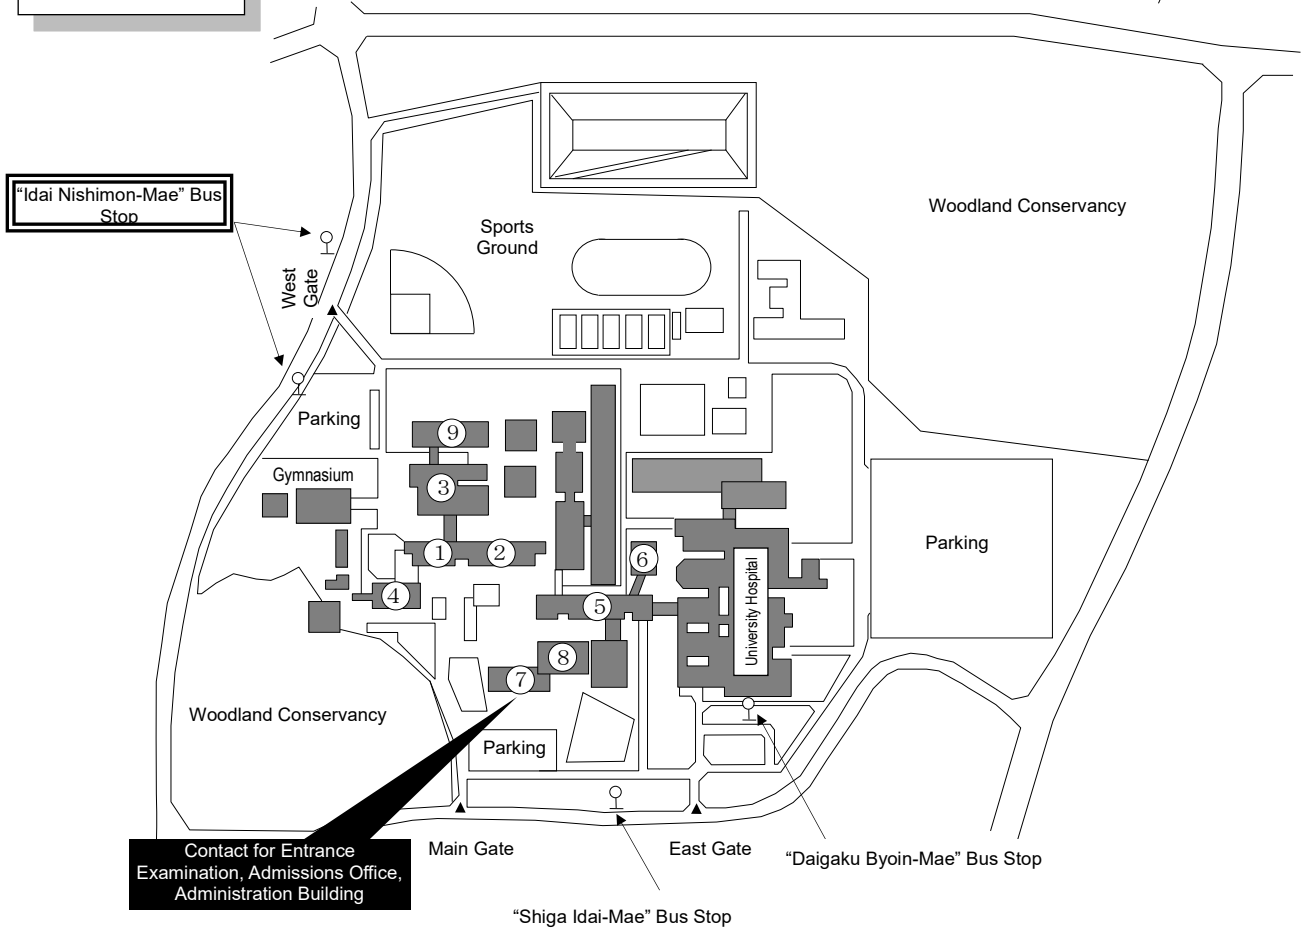 “Idai Nishimon-Mae” Bus
Stop
Woodland Conservancy
Sports
Ground
West
Gate
Parking
9
Gymnasium
3
1
2
6
Parking
4
5
University Hospital
8
7
Woodland Conservancy
Parking
Contact for Entrance
Examination, Admissions Office,
Administration Building
Main Gate
East Gate
“Daigaku Byoin-Mae” Bus Stop
“Shiga Idai-Mae” Bus Stop